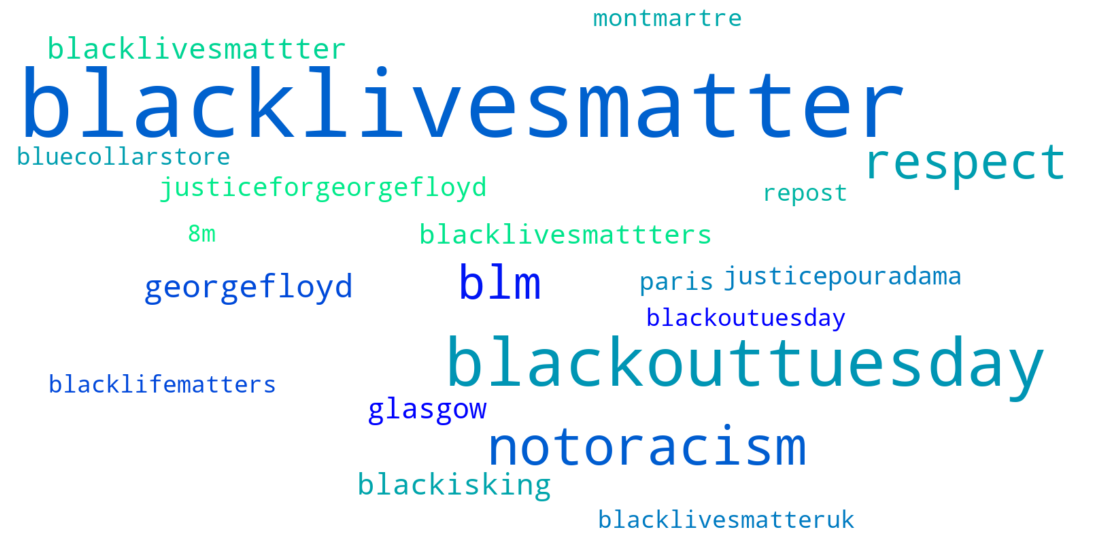 montmartre
blacklivesmattter
blacklivesmatter
bluecollarstore
respect
justiceforgeorgefloyd
repost
8m
blacklivesmattters
georgefloyd
blm
paris
justicepouradama
blackoutuesday
blackouttuesday
blacklifematters
glasgow
notoracism
blackisking
blacklivesmatteruk